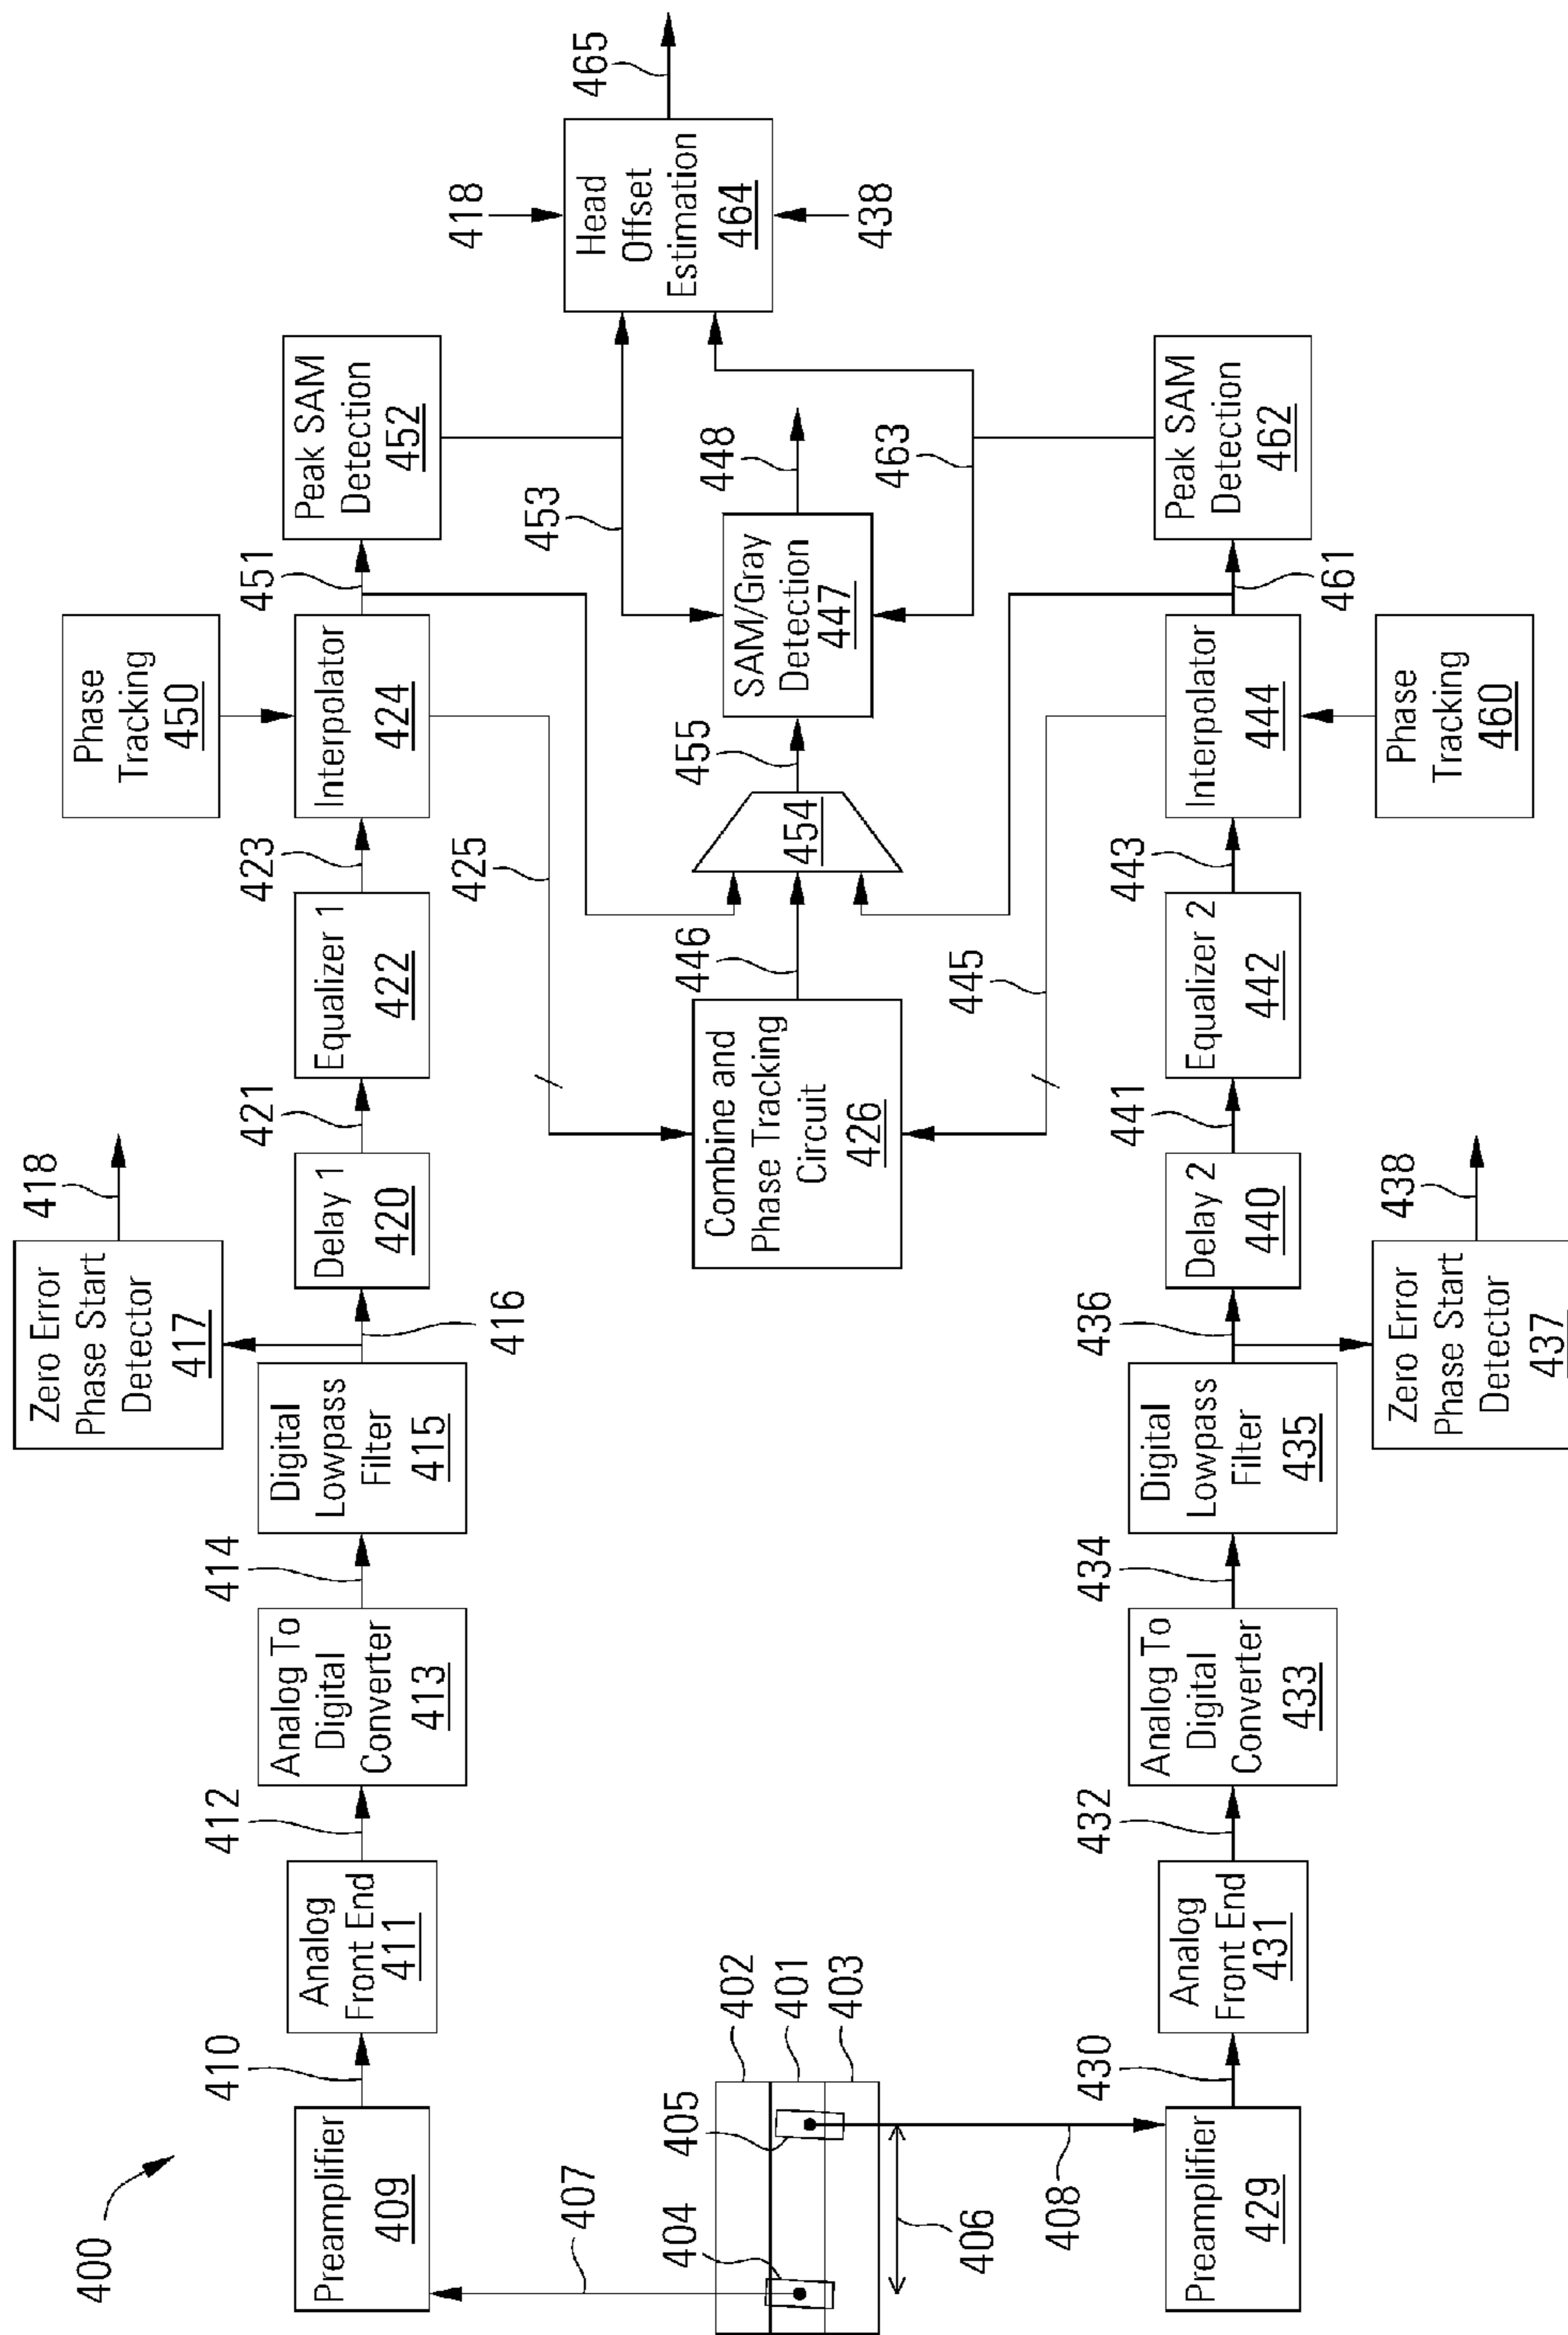 400
Preamplifier
409
410
Analog
Front End
411
412
Analog To
Digital
Converter
413
414
Digital
Lowpass
Filter
415
416
Zero Error
Phase Start
Detector
417
418
Delay 1
420
421
Equalizer 1
422
423
Interpolator
424
425
Phase
Tracking
450
451
Peak SAM
Detection
452
453
407
404
405
402
401
403
406
408
Combine and
Phase Tracking
Circuit
426
446
454
455
SAM/Gray
Detection
447
448
418
Head
Offset
Estimation
464
465
438
Preamplifier
429
430
Analog
Front End
431
432
Analog To
Digital
Converter
433
434
Digital
Lowpass
Filter
435
436
Zero Error
Phase Start
Detector
437
438
Delay 2
440
441
Equalizer 2
442
443
445
Interpolator
444
Phase
Tracking
460
461
Peak SAM
Detection
462
463